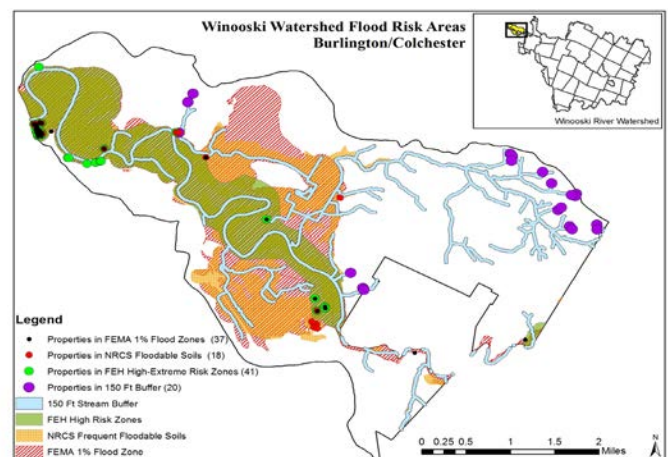 Winooski Watershed Flood Risk Areas
Burlington/Colchester
Winooski River Watershed
Legend
Properties in FEMA 1% Flood Zones (37)
Properties in NRCS Floodable Soils (18)
Properties in FEH High-Extreme Risk Zones (41)
Properties in 150 Ft Buffer (20)
150 Ft Stream Buffer
FEH High Risk Zones
NRCS Frequent Floodable Soils
FEMA 1% Flood Zone
0 0.25 0.5 1 1.5 2
Miles
N